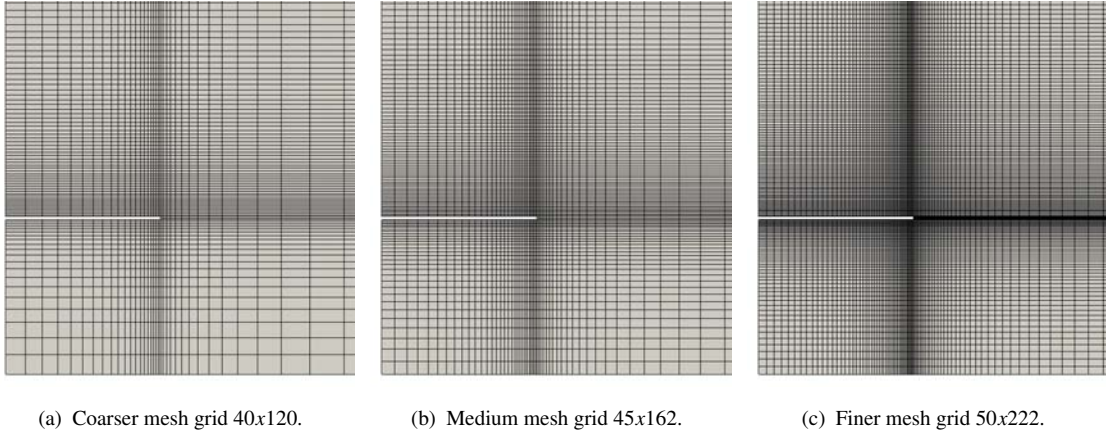 (a) Coarser mesh grid 40x120.
(b) Medium mesh grid 45x162.
(c) Finer mesh grid 50x222.